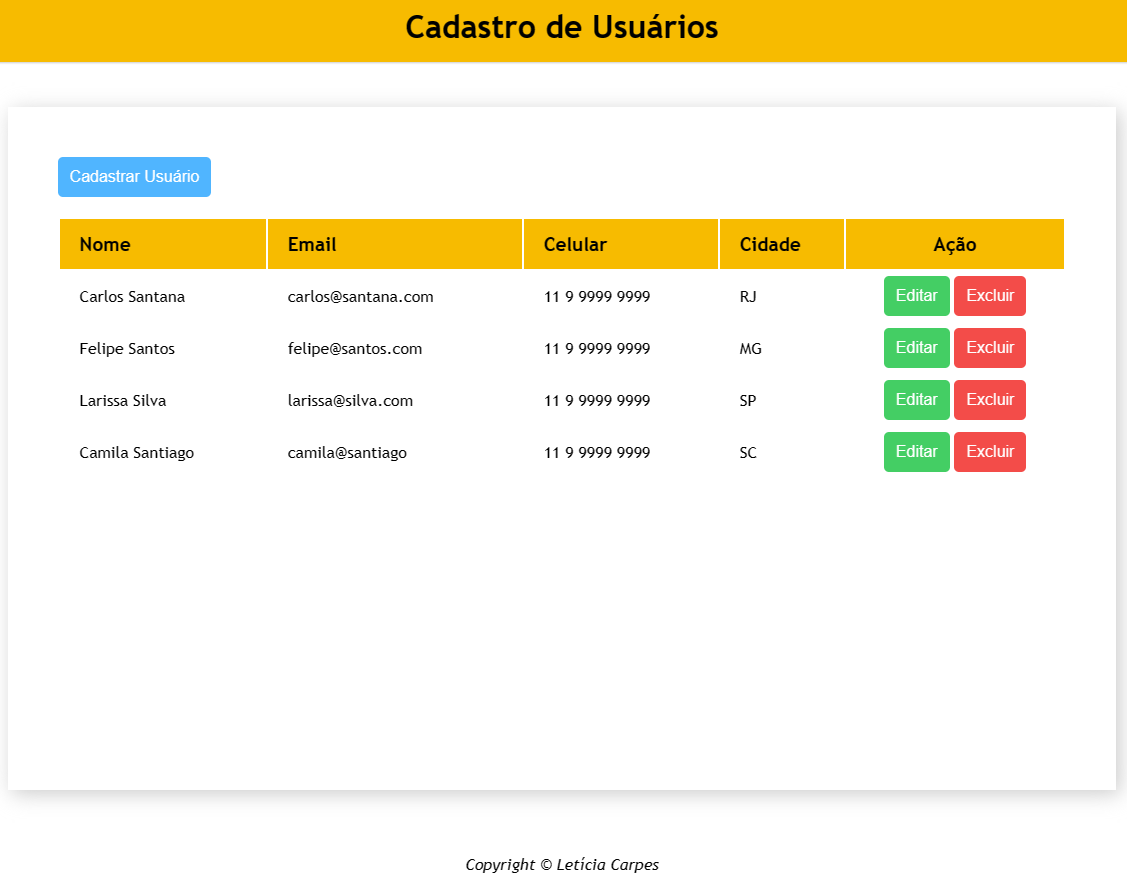 Cadastro de Usuários
Cadastrar Usuário
Nome Email Celular Cidade Ação
Carlos Santana carlos@santana.com 11 9 9999 9999 RJ Editar Excluir
Felipe Santos felipe@santos.com 11 9 9999 9999 MG Editar Excluir
Larissa Silva larissa@silva.com 11 9 9999 9999 SP Editar Excluir
Camila Santiago camila@santiago 11 9 9999 9999 SC Editar Excluir
Copyright © Letícia Carpes